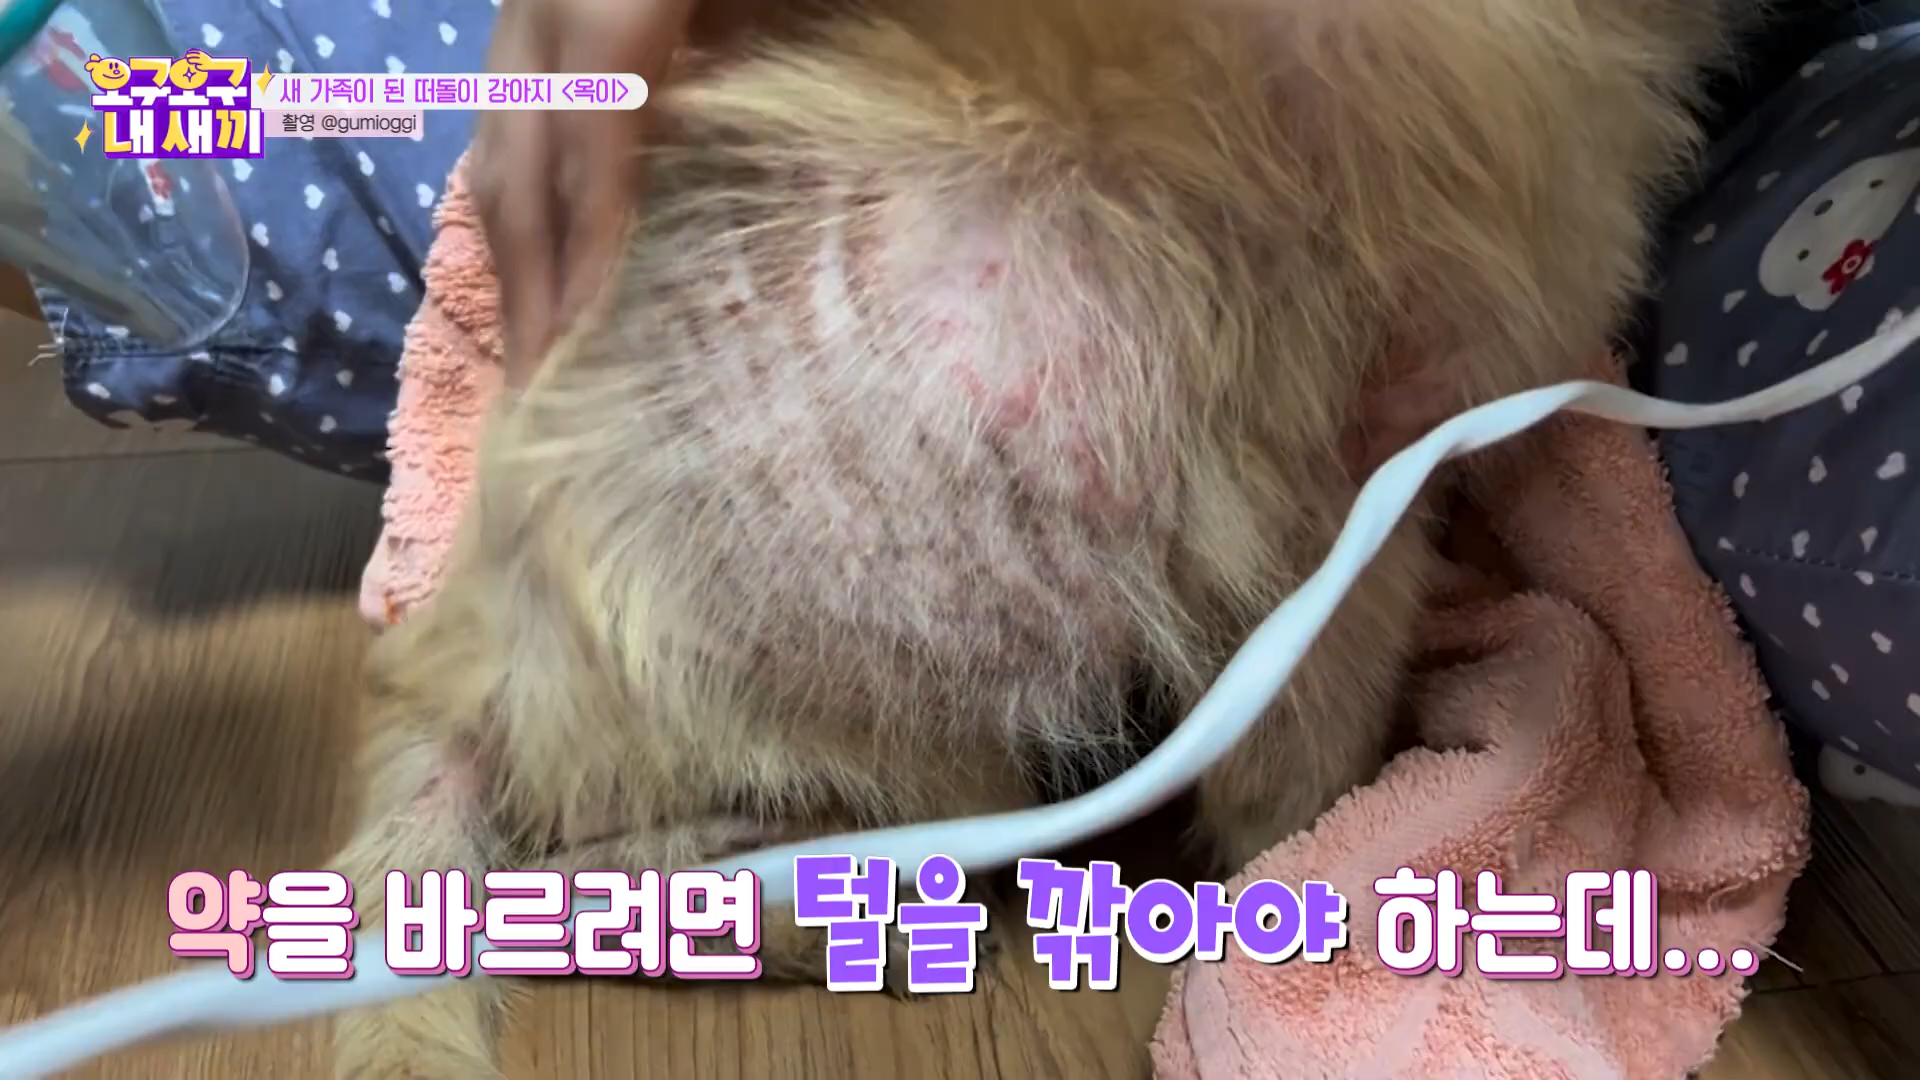 오구오구
내 새끼
새 가족이 된 떠돌이 강아지 <옥이>
촬영 @gumioggi
약을 바르려면 털을 깎아야 하는데...